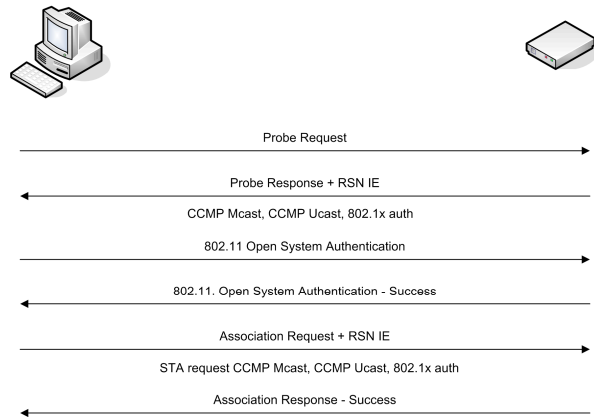 Probe Request
Probe Response + RSN IE
CCMP Mcast, CCMP Ucast, 802.1x auth
802.11 Open System Authentication
802.11. Open System Authentication - Success
Association Request + RSN IE
STA request CCMP Mcast, CCMP Ucast, 802.1x auth
Association Response - Success